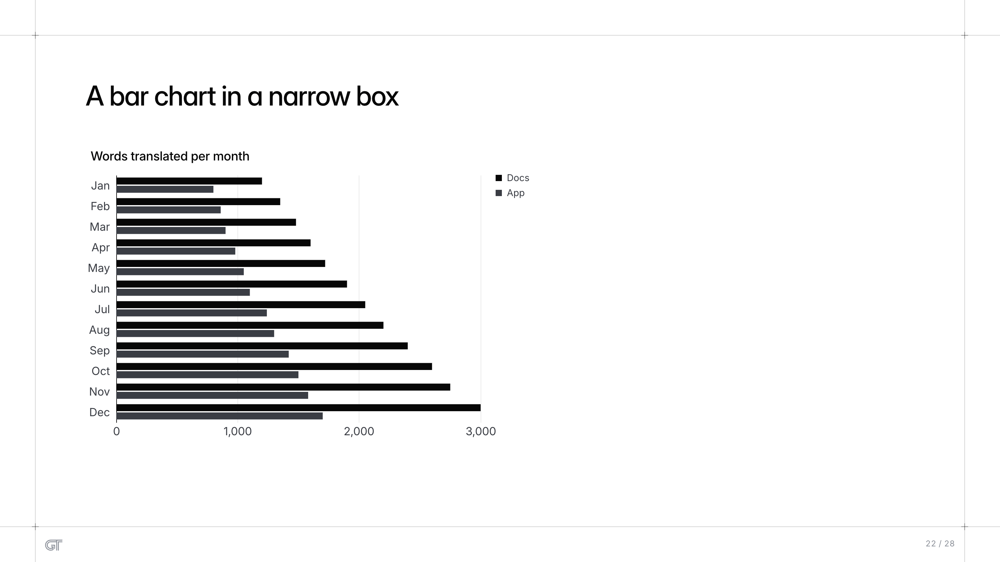 A bar chart in a narrow box
Words translated per month
Docs
App
Jan
Feb
Mar
Apr
May
Jun
Jul
Aug
Sep
Oct
Nov
Dec
0 1,000 2,000 3,000
GT
22 / 28